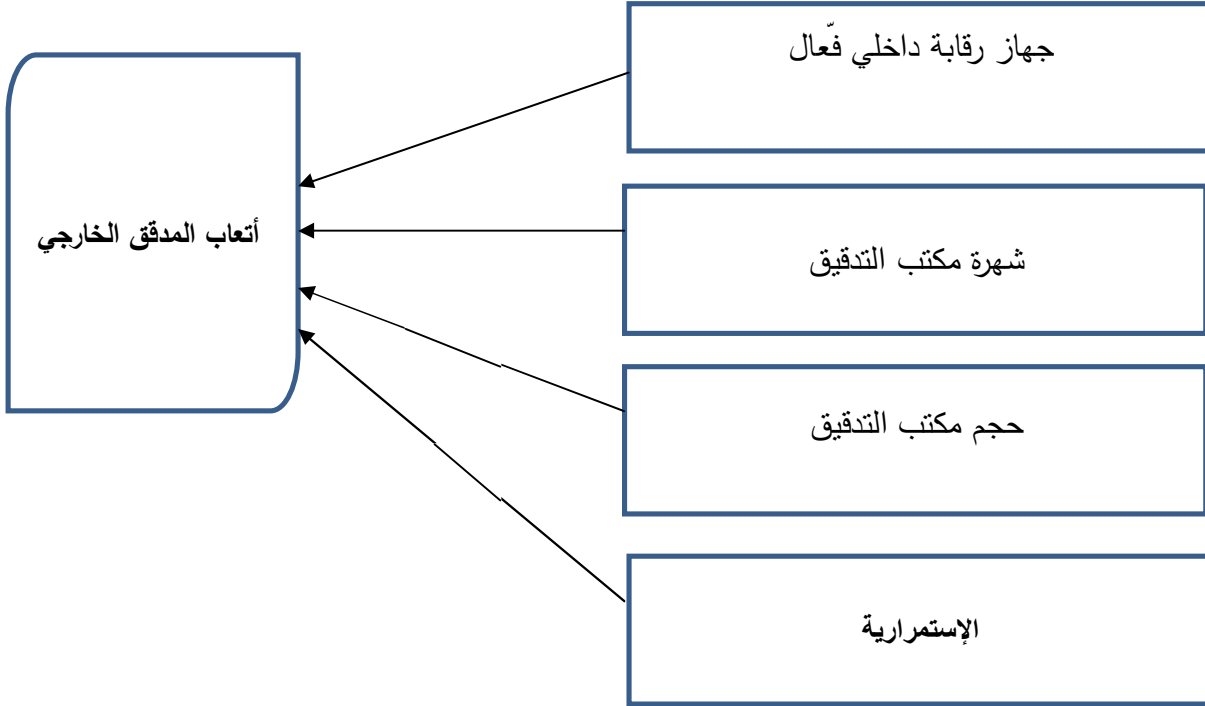 جهاز رقابة داخلي فّعال
أتعاب المدقق الخارجي
شهرة مكتب التدقيق
حجم مكتب التدقيق
الإستمرارية